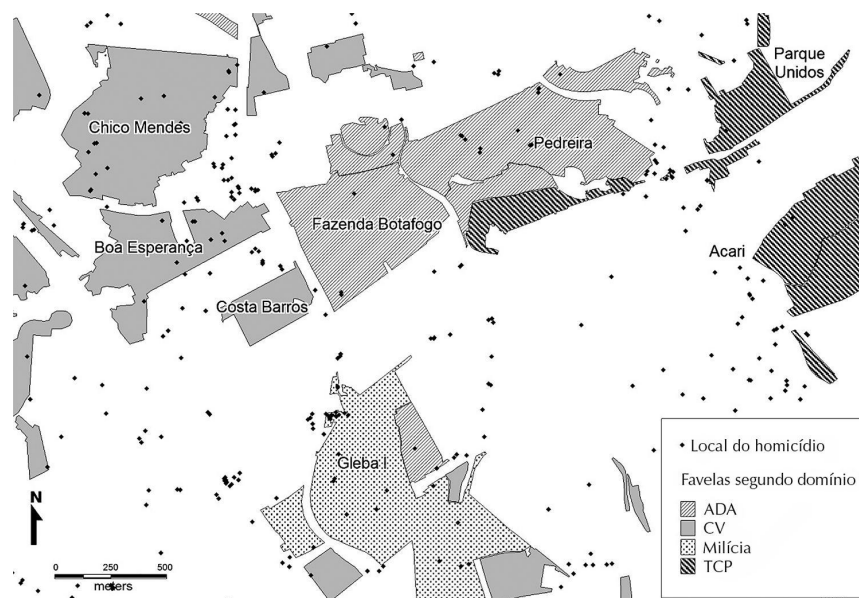 Parque
Unidos
Chico Mendes
Pedreira
Fazenda Botafogo
Boa Esperança
Acari
Costa Barros
Gleba I
N
0 250 500
meters
Local do homicídio
Favelas segundo domínio
ADA
CV
Milícia
TCP